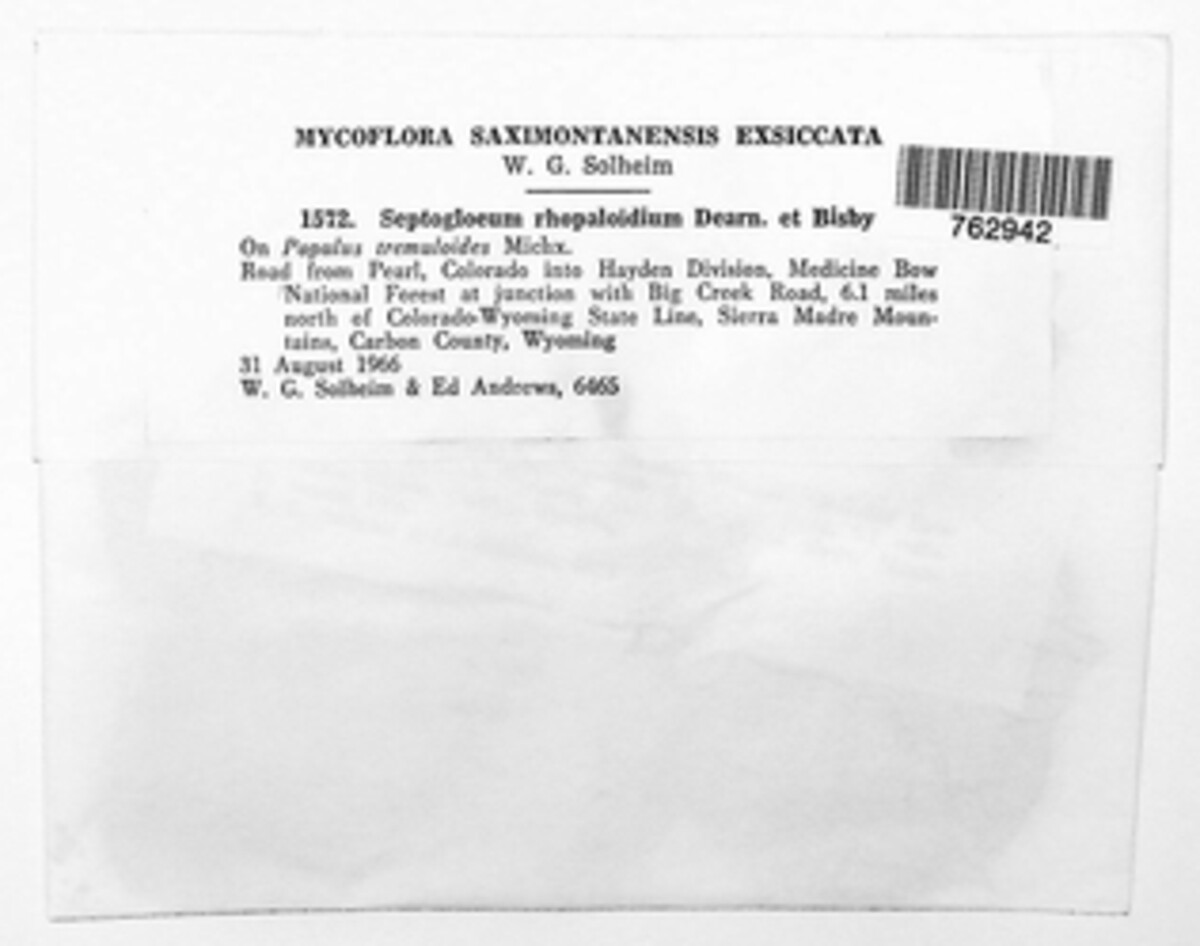 MYCOFLORA SAXIMONTANENSIS EXSICCATA
W. G. Solheim
1572. Septogloeum rhopaloidium Dearn. et Bisby
On Populus tremuloides Michx.
Road from Pearl, Colorado into Hayden Division, Medicine Bow
National Forest at junction with Big Creek Road, 6.1 miles
north of Colorado-Wyoming State Line, Sierra Madre Moun-
tains, Carbon County, Wyoming
31 August 1966
W. G. Solheim & Ed Andrews, 6465
762942